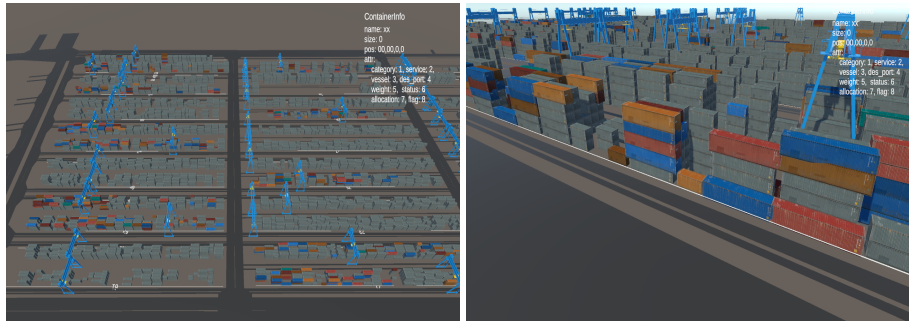 ContainerInfo
name: xx
size: 0
pos: 00,00,0,0
attr:
category: 1, service: 2,
vessel: 3, des_port: 4
weight: 5, status: 6
allocation: 7, flag: 8
name: xx
size: 0
pos: 00,00,0,0
attr:
category: 1, service: 2,
vessel: 3, des_port: 4
weight: 5, status: 6
allocation: 7, flag: 8